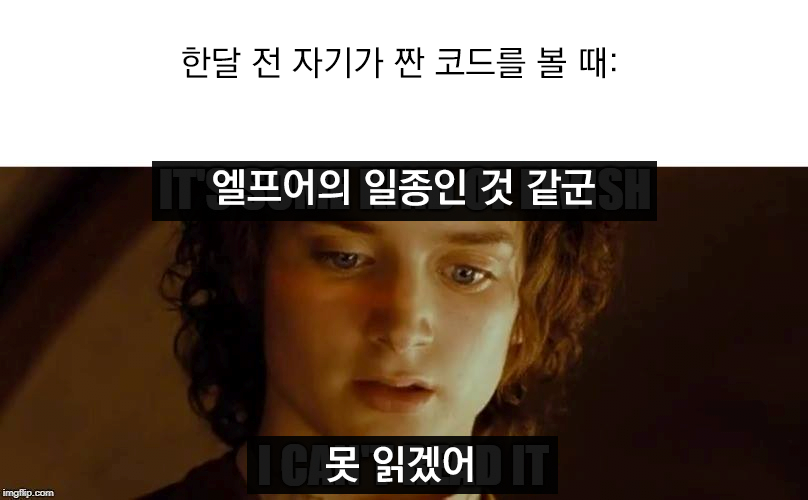 한달 전 자기가 짠 코드를 볼 때:
엘프어의 일종인 것 같군
못 읽겠어
imgflip.com